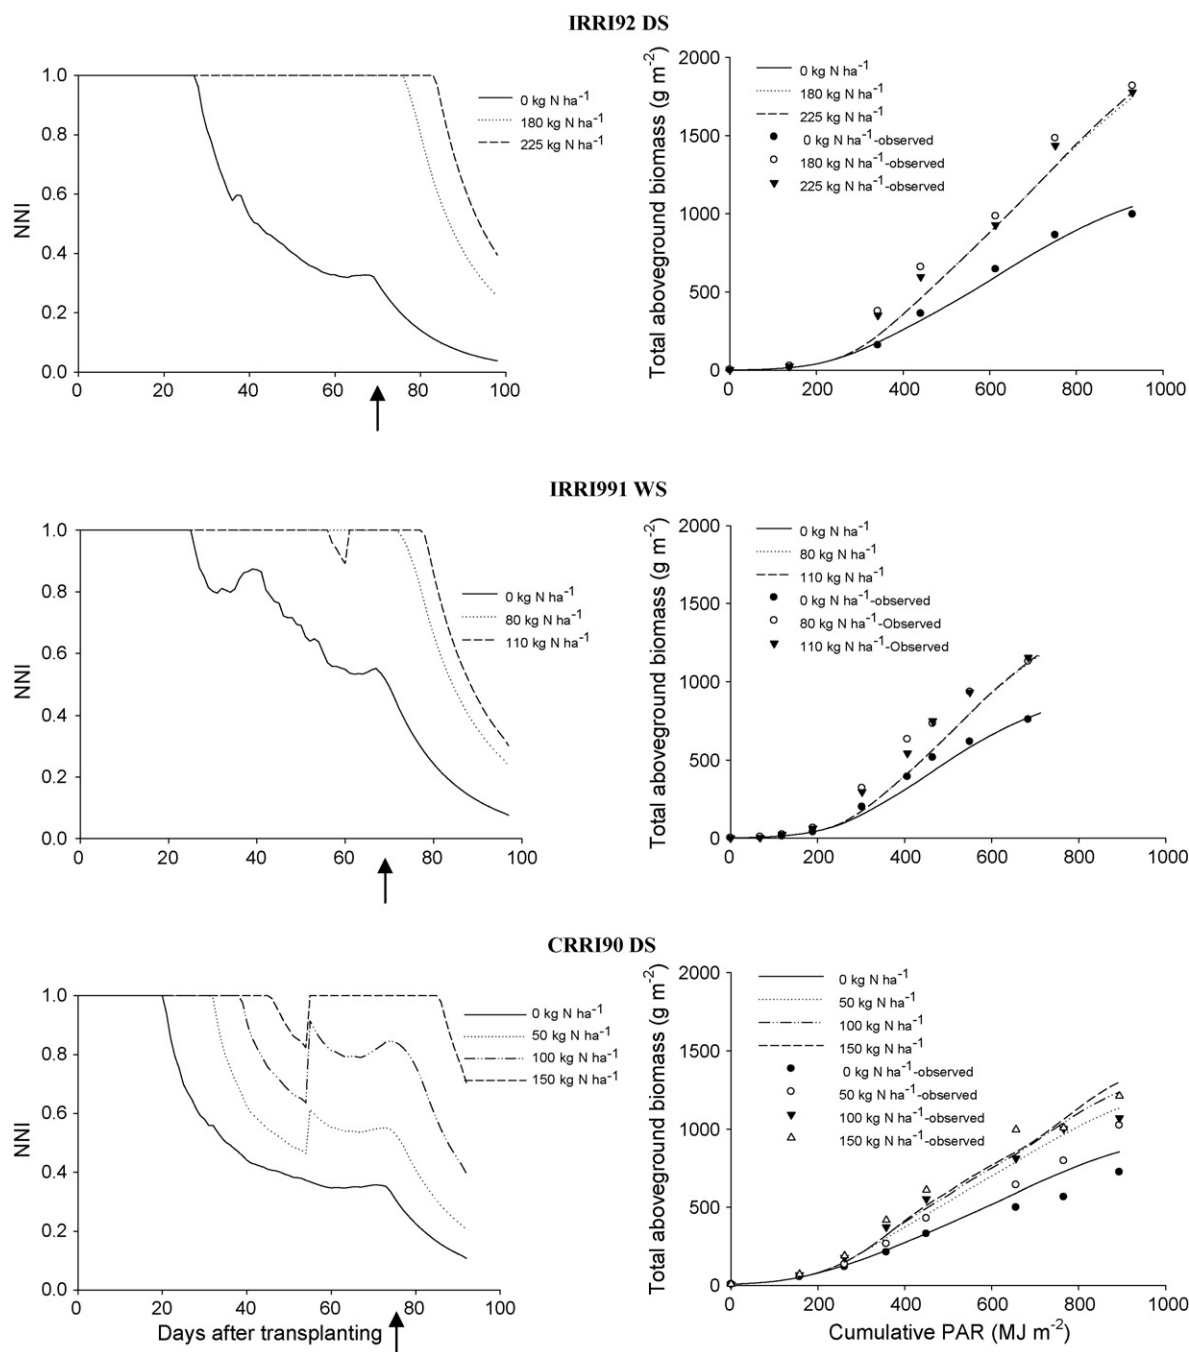 IRRI92 DS
NNI
1.0
0.8
0.6
0.4
0.2
0.0
0 20 40 60 80 100
0 kg N ha-1
180 kg N ha-1
225 kg N ha-1
Total aboveground biomass (g m-2)
2000
1500
1000
500
0
0 200 400 600 800 1000
0 kg N ha-1
180 kg N ha-1
225 kg N ha-1
0 kg N ha-1-observed
180 kg N ha-1-observed
225 kg N ha-1-observed
IRRI991 WS
NNI
1.0
0.8
0.6
0.4
0.2
0.0
0 20 40 60 80 100
0 kg N ha-1
80 kg N ha-1
110 kg N ha-1
Total aboveground biomass (g m-2)
2000
1500
1000
500
0
0 200 400 600 800 1000
0 kg N ha-1
80 kg N ha-1
110 kg N ha-1
0 kg N ha-1-observed
80 kg N ha-1-Observed
110 kg N ha-1-Observed
CRRI90 DS
NNI
1.0
0.8
0.6
0.4
0.2
0.0
0 20 40 60 80 100
Days after transplanting
0 kg N ha-1
50 kg N ha-1
100 kg N ha-1
150 kg N ha-1
Total aboveground biomass (g m-2)
2000
1500
1000
500
0
0 200 400 600 800 1000
Cumulative PAR (MJ m-2)
0 kg N ha-1
50 kg N ha-1
100 kg N ha-1
150 kg N ha-1
0 kg N ha-1-observed
50 kg N ha-1-observed
100 kg N ha-1-observed
150 kg N ha-1-observed